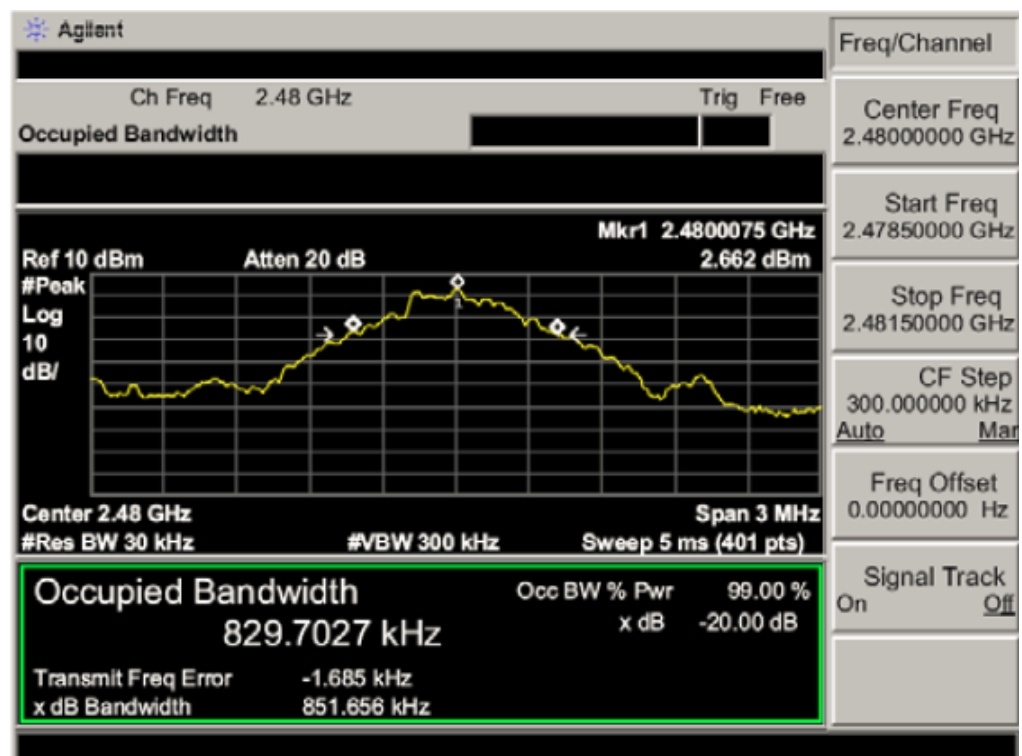 Agilent
Freq/Channel
Ch Freq 2.48 GHz Trig Free
Occupied Bandwidth
Center Freq
2.48000000 GHz
Start Freq
2.47850000 GHz
Stop Freq
2.48150000 GHz
CF Step
300.000000 kHz
Auto Man
Freq Offset
0.00000000 Hz
Signal Track
On Off
Mkr1 2.4800075 GHz
Ref 10 dBm Atten 20 dB 2.662 dBm
#Peak
Log
10
dB/
1
Center 2.48 GHz Span 3 MHz
#Res BW 30 kHz #VBW 300 kHz Sweep 5 ms (401 pts)
Occupied Bandwidth Occ BW % Pwr 99.00 %
829.7027 kHz x dB -20.00 dB
Transmit Freq Error -1.685 kHz
x dB Bandwidth 851.656 kHz